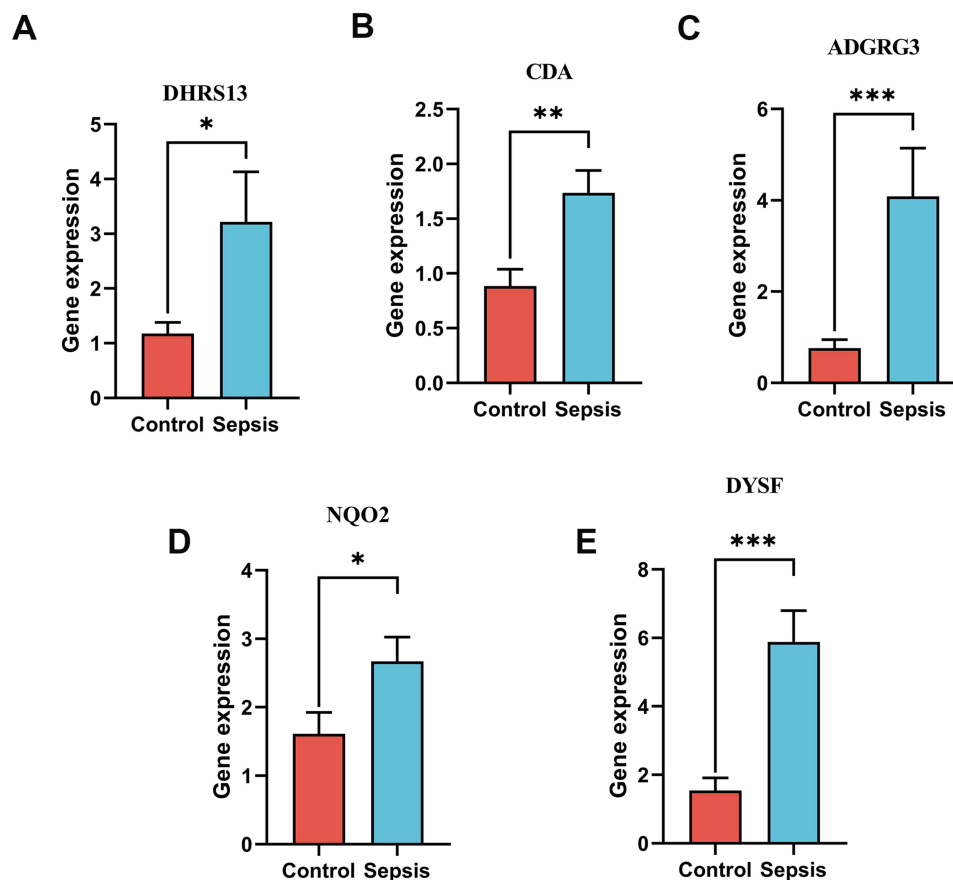 A
DHRS13
*
Gene expression
5
4
3
2
1
0
Control Sepsis
B
CDA
**
Gene expression
2.5
2.0
1.5
1.0
0.5
0.0
Control Sepsis
C
ADGRG3
***
Gene expression
6
4
2
0
Control Sepsis
D
NQO2
*
Gene expression
4
3
2
1
0
Control Sepsis
E
DYSF
***
Gene expression
8
6
4
2
0
Control Sepsis